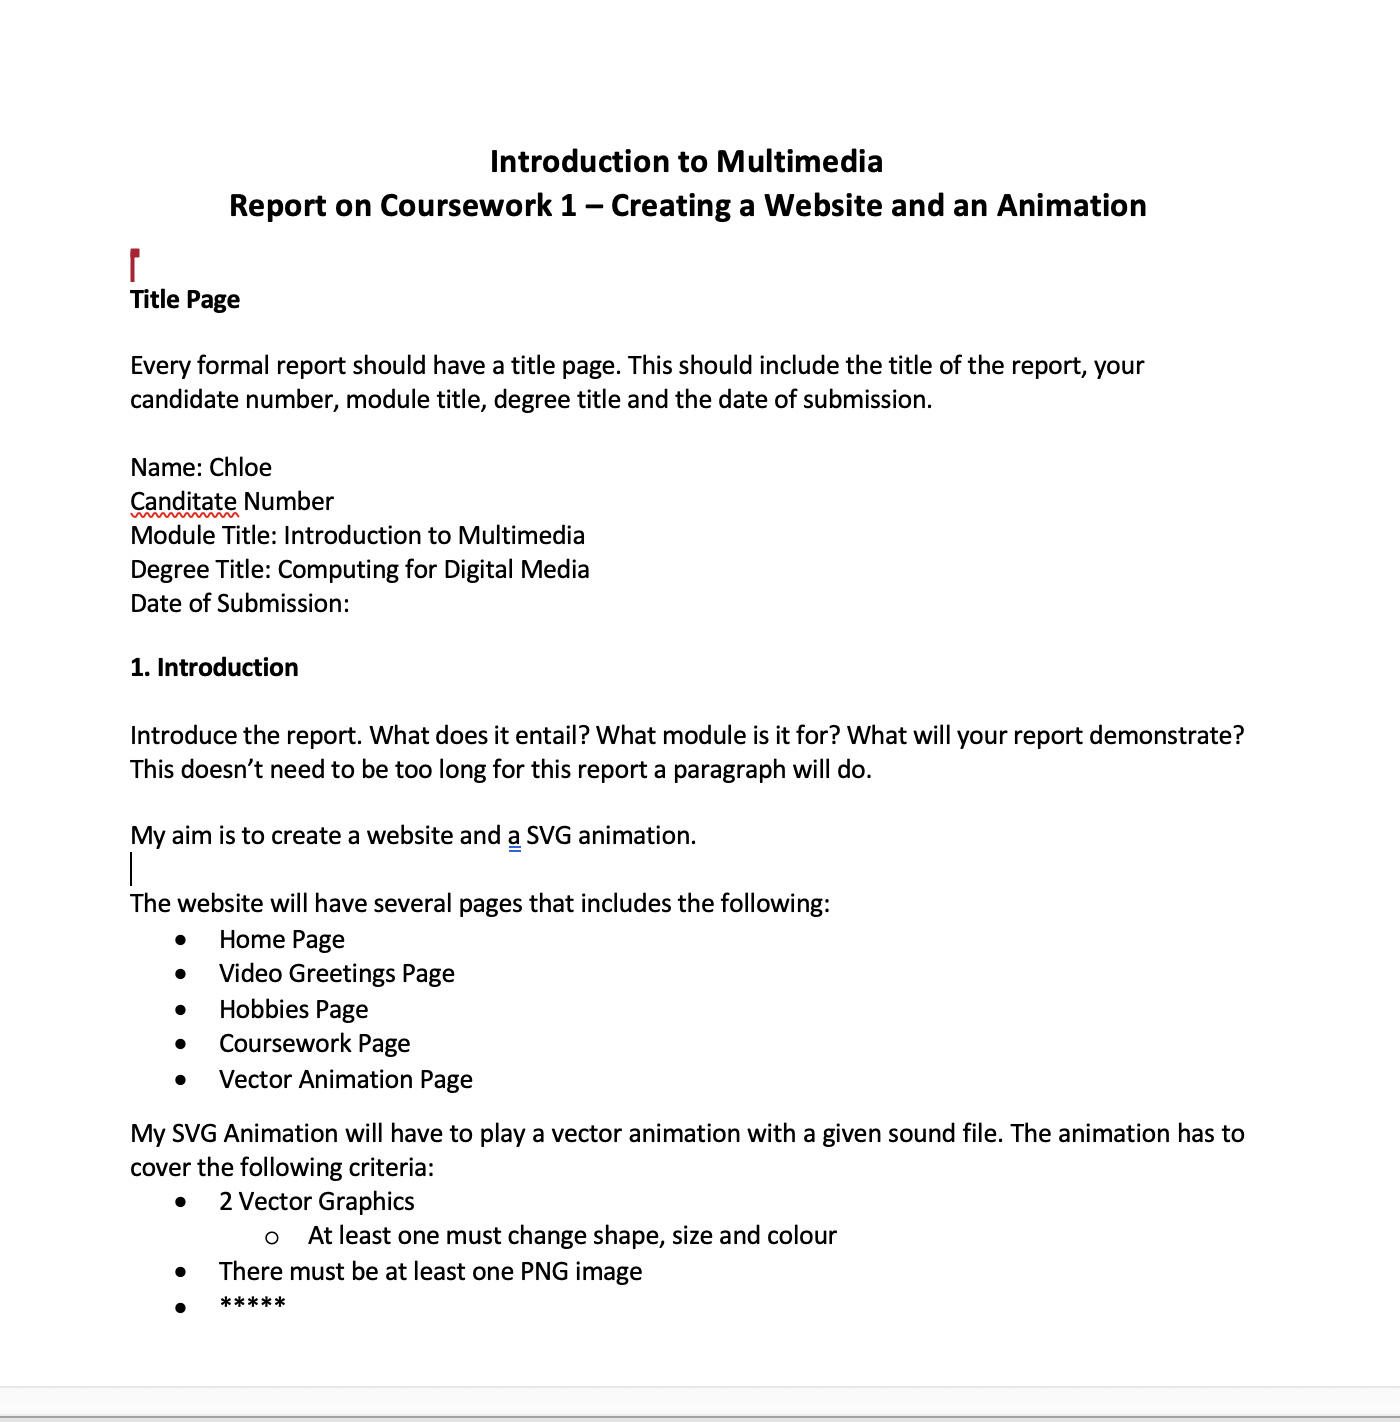 Introduction to Multimedia
Report on Coursework 1 – Creating a Website and an Animation
Title Page
Every formal report should have a title page. This should include the title of the report, your
candidate number, module title, degree title and the date of submission.
Name: Chloe
Canditate Number
Module Title: Introduction to Multimedia
Degree Title: Computing for Digital Media
Date of Submission:
1. Introduction
Introduce the report. What does it entail? What module is it for? What will your report demonstrate?
This doesn’t need to be too long for this report a paragraph will do.
My aim is to create a website and a SVG animation.
The website will have several pages that includes the following:
• Home Page
• Video Greetings Page
• Hobbies Page
• Coursework Page
• Vector Animation Page
My SVG Animation will have to play a vector animation with a given sound file. The animation has to
cover the following criteria:
• 2 Vector Graphics
o At least one must change shape, size and colour
• There must be at least one PNG image
• *****